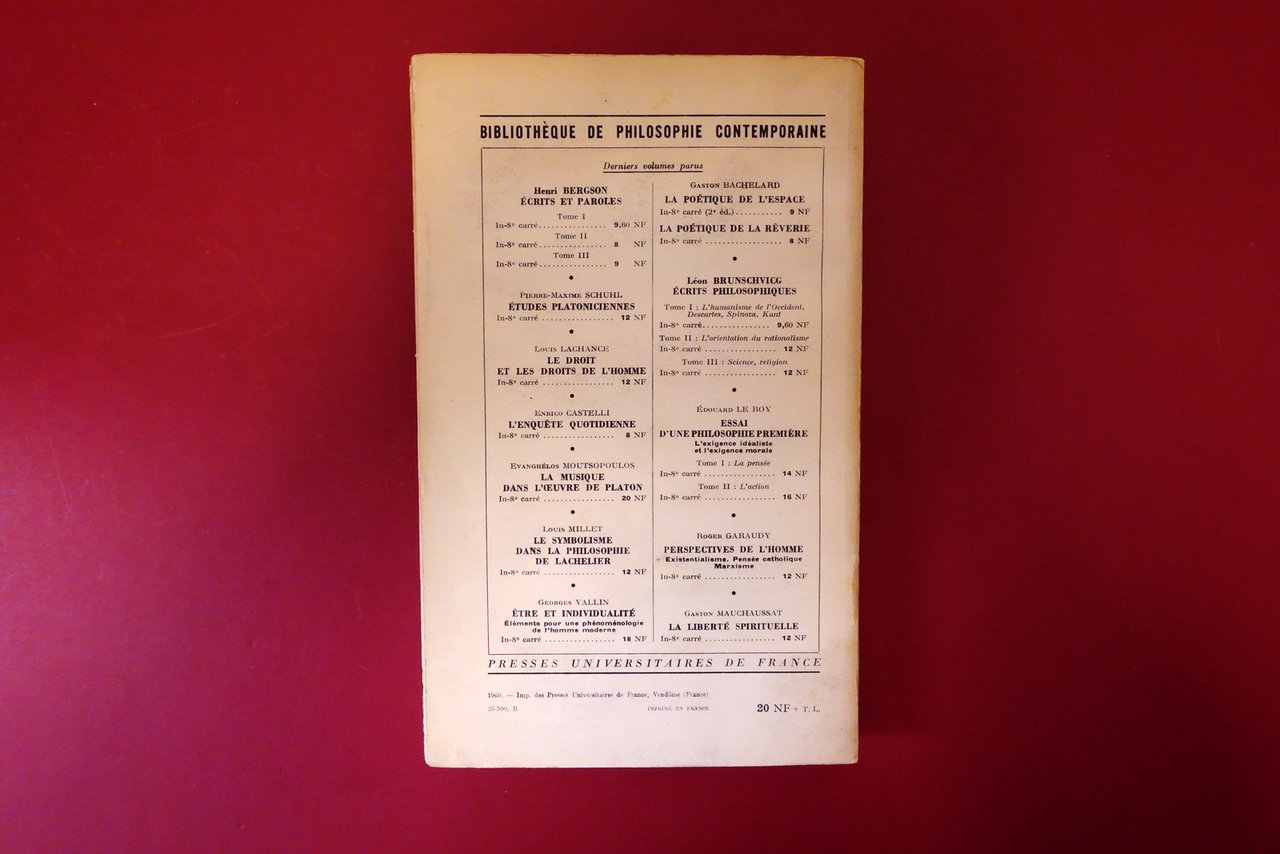 BIBLIOTHÈQUE DE PHILOSOPHIE CONTEMPORAINE
Derniers volumes parus
Henri BERGSON
ÉCRITS ET PAROLES
Tome I
In-8° carré................ 9,60 NF
Tome II
In-8° carré................ 8 NF
Tome III
In-8° carré................ 9 NF
•
Pierre-Maxime SCHUHL
ÉTUDES PLATONICIENNES
In-8° carré ................ 12 NF
•
Louis LACHANCE
LE DROIT
ET LES DROITS DE L'HOMME
In-8° carré ................ 12 NF
•
Enrico CASTELLI
L'ENQUÊTE QUOTIDIENNE
In-8° carré ................ 8 NF
•
Evanghélos MOUTSOPOULOS
LA MUSIQUE
DANS L'ŒUVRE DE PLATON
In-8° carré ................ 20 NF
•
Louis MILLET
LE SYMBOLISME
DANS LA PHILOSOPHIE
DE LACHELIER
In-8° carré ................ 12 NF
•
Georges VALLIN
ÊTRE ET INDIVIDUALITÉ
Éléments pour une phénoménologie
de l'homme moderne
In-8° carré ................ 18 NF
Gaston BACHELARD
LA POÉTIQUE DE L'ESPACE
In-8° carré (2e éd.)........... 9 NF
LA POÉTIQUE DE LA RÊVERIE
In-8° carré ................. 8 NF
•
Léon BRUNSCHVICG
ÉCRITS PHILOSOPHIQUES
Tome I : L'humanisme de l'Occident,
Descartes, Spinoza, Kant
In-8° carré................ 9,60 NF
Tome II : L'orientation du rationalisme
In-8° carré ................. 12 NF
Tome III : Science, religion
In-8° carré ................. 12 NF
•
Édouard LE ROY
ESSAI
D'UNE PHILOSOPHIE PREMIÈRE
L'exigence idéaliste
et l'exigence morale
Tome I : La pensée
In-8° carré ................. 14 NF
Tome II : L'action
In-8° carré ................. 16 NF
•
Roger GARAUDY
PERSPECTIVES DE L'HOMME
Existentialisme. Pensée catholique
Marxisme
In-8° carré ................. 12 NF
•
Gaston MAUCHAUSSAT
LA LIBERTÉ SPIRITUELLE
In-8° carré ................. 12 NF
PRESSES UNIVERSITAIRES DE FRANCE
1960. — Imp. des Presses Universitaires de France, Vendôme (France)
25 590. B IMPRIMÉ EN FRANCE 20 NF + T. L.